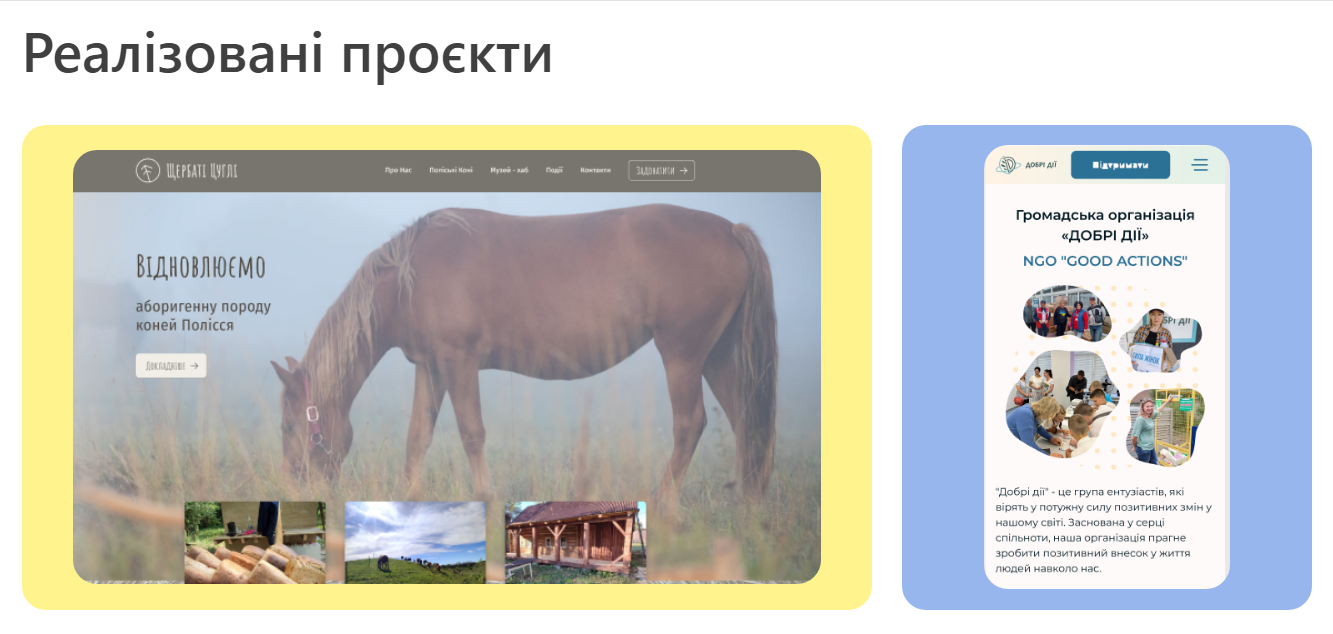 Реалізовані проєкти
Щербаті Цуглі
Про Нас Поліські Коні Музей - хаб Події Контакти Задонатити →
Відновлюємо
аборигенну породу
коней Полісся
Докладніше →
ДОБРІ ДІЇ Підтримати
Громадська організація
«ДОБРІ ДІЇ»
NGO "GOOD ACTIONS"
"Добрі дії" - це група ентузіастів, які
вірять у потужну силу позитивних змін у
нашому світі. Заснована у серці
спільноти, наша організація прагне
зробити позитивний внесок у життя
людей навколо нас.